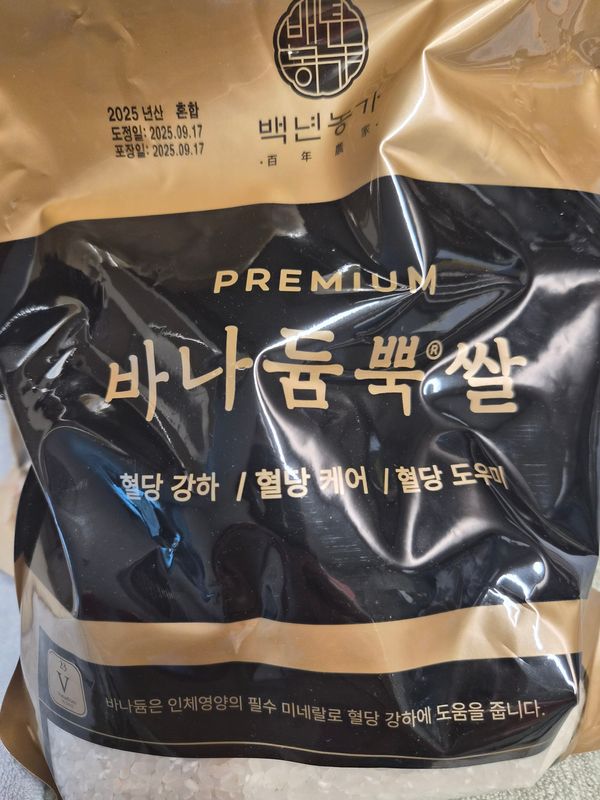 백년농가
2025 년산 혼합
도정일: 2025.09.17
포장일: 2025.09.17
백년농가
·百年農家·
PREMIUM
바나듐뿍®쌀
혈당 강하 / 혈당 케어 / 혈당 도우미
23
V
바나듐은 인체영양의 필수 미네랄로 혈당 강하에 도움을 줍니다.